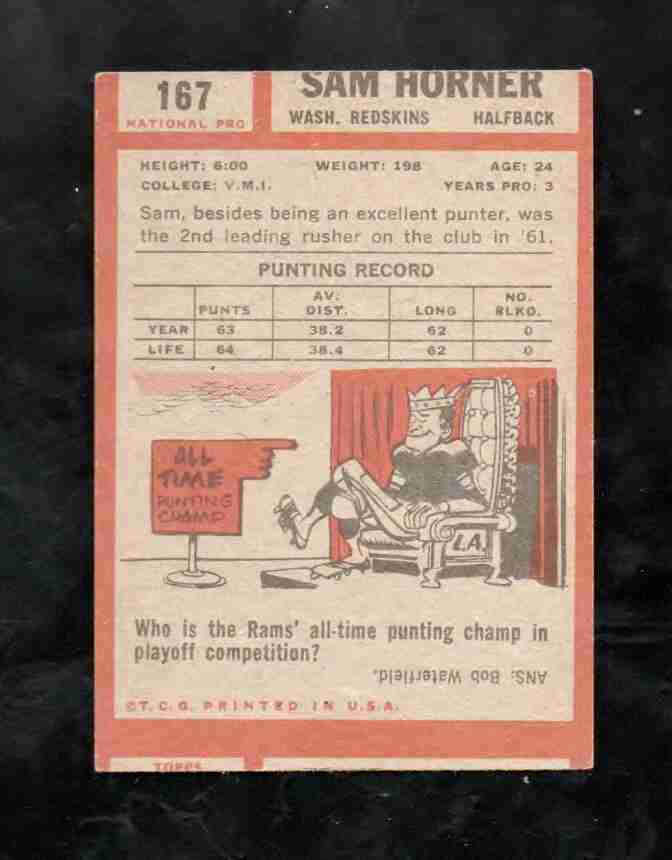 167
NATIONAL PRO
SAM HORNER
WASH. REDSKINS HALFBACK
HEIGHT: 6:00 WEIGHT: 198 AGE: 24
COLLEGE: V.M.I. YEARS PRO: 3
Sam, besides being an excellent punter, was
the 2nd leading rusher on the club in '61.
PUNTING RECORD
PUNTS AV. DIST. LONG NO. BLKD.
YEAR 63 38.2 62 0
LIFE 64 38.4 62 0
ALL
TIME
PUNTING
CHAMP
L.A.
Who is the Rams' all-time punting champ in
playoff competition?
ANS: Bob Waterfield.
©T.C.G. PRINTED IN U.S.A.
TOPPS